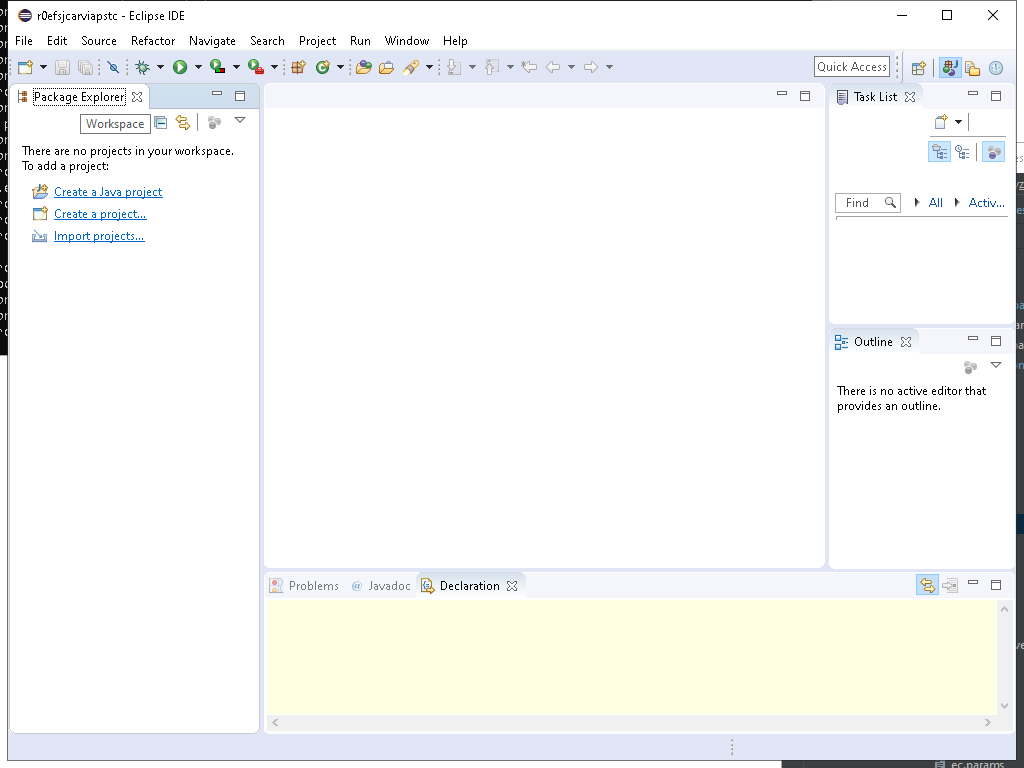 r0efsjcarviapstc - Eclipse IDE
File Edit Source Refactor Navigate Search Project Run Window Help
Quick Access
Package Explorer
Workspace
There are no projects in your workspace.
To add a project:
Create a Java project
Create a project...
Import projects...
Task List
Find
All
Activ...
Outline
There is no active editor that
provides an outline.
Problems
@ Javadoc
Declaration
ec.params